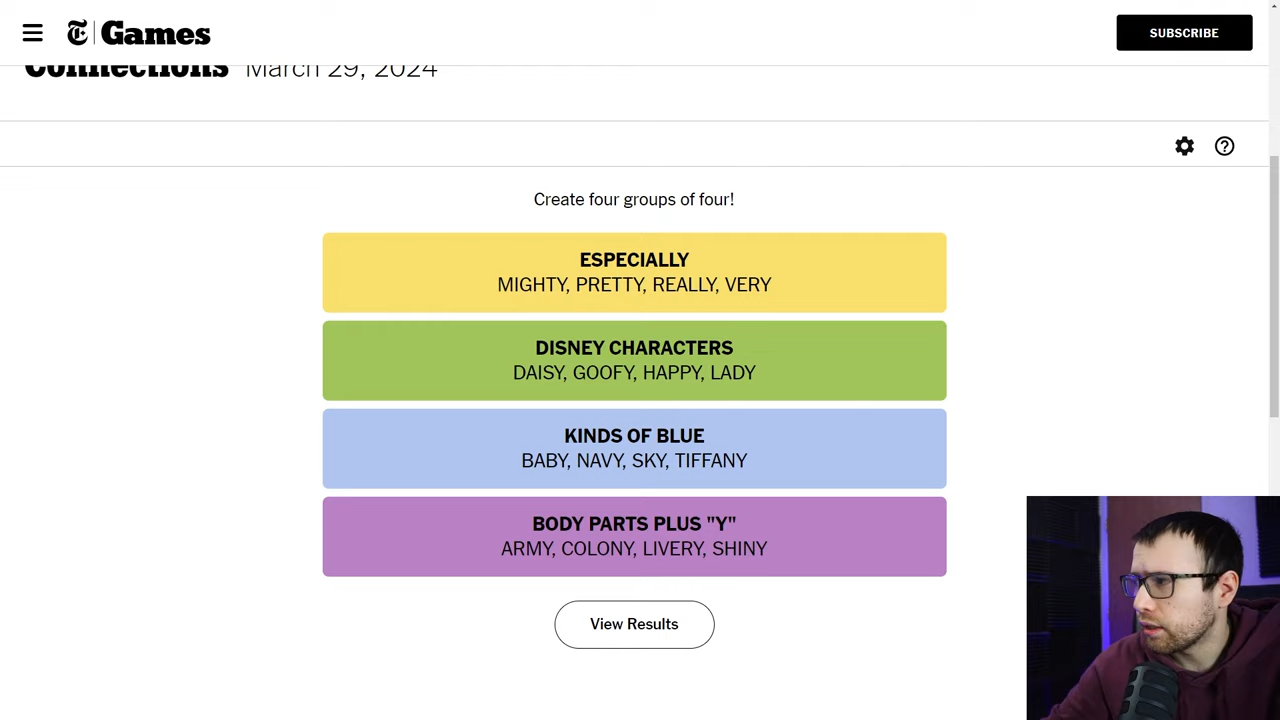 T Games
SUBSCRIBE
Connections March 29, 2024
Create four groups of four!
ESPECIALLY
MIGHTY, PRETTY, REALLY, VERY
DISNEY CHARACTERS
DAISY, GOOFY, HAPPY, LADY
KINDS OF BLUE
BABY, NAVY, SKY, TIFFANY
BODY PARTS PLUS "Y"
ARMY, COLONY, LIVERY, SHINY
View Results